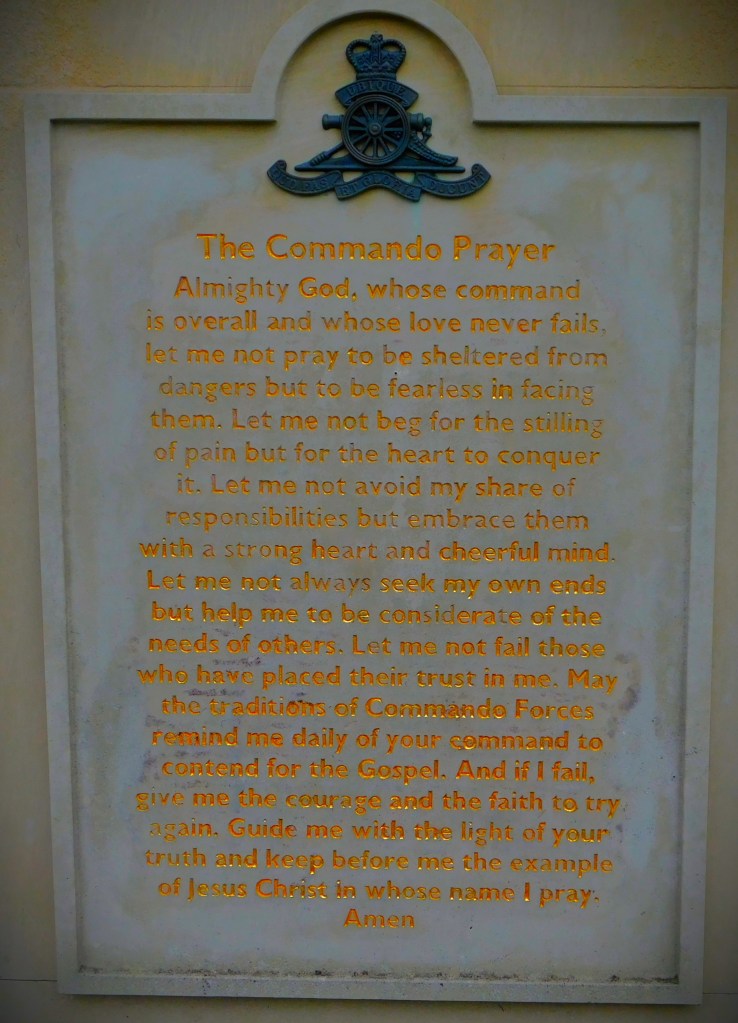 UBIQUE
The Commando Prayer
Almighty God, whose command
is overall and whose love never fails,
let me not pray to be sheltered from
dangers but to be fearless in facing
them. Let me not beg for the stilling
of pain but for the heart to conquer
it. Let me not avoid my share of
responsibilities but embrace them
with a strong heart and cheerful mind.
Let me not always seek my own ends
but help me to be considerate of the
needs of others. Let me not fail those
who have placed their trust in me. May
the traditions of Commando Forces
remind me daily of your command to
contend for the Gospel. And if I fail,
give me the courage and the faith to try
again. Guide me with the light of your
truth and keep before me the example
of Jesus Christ in whose name I pray.
Amen